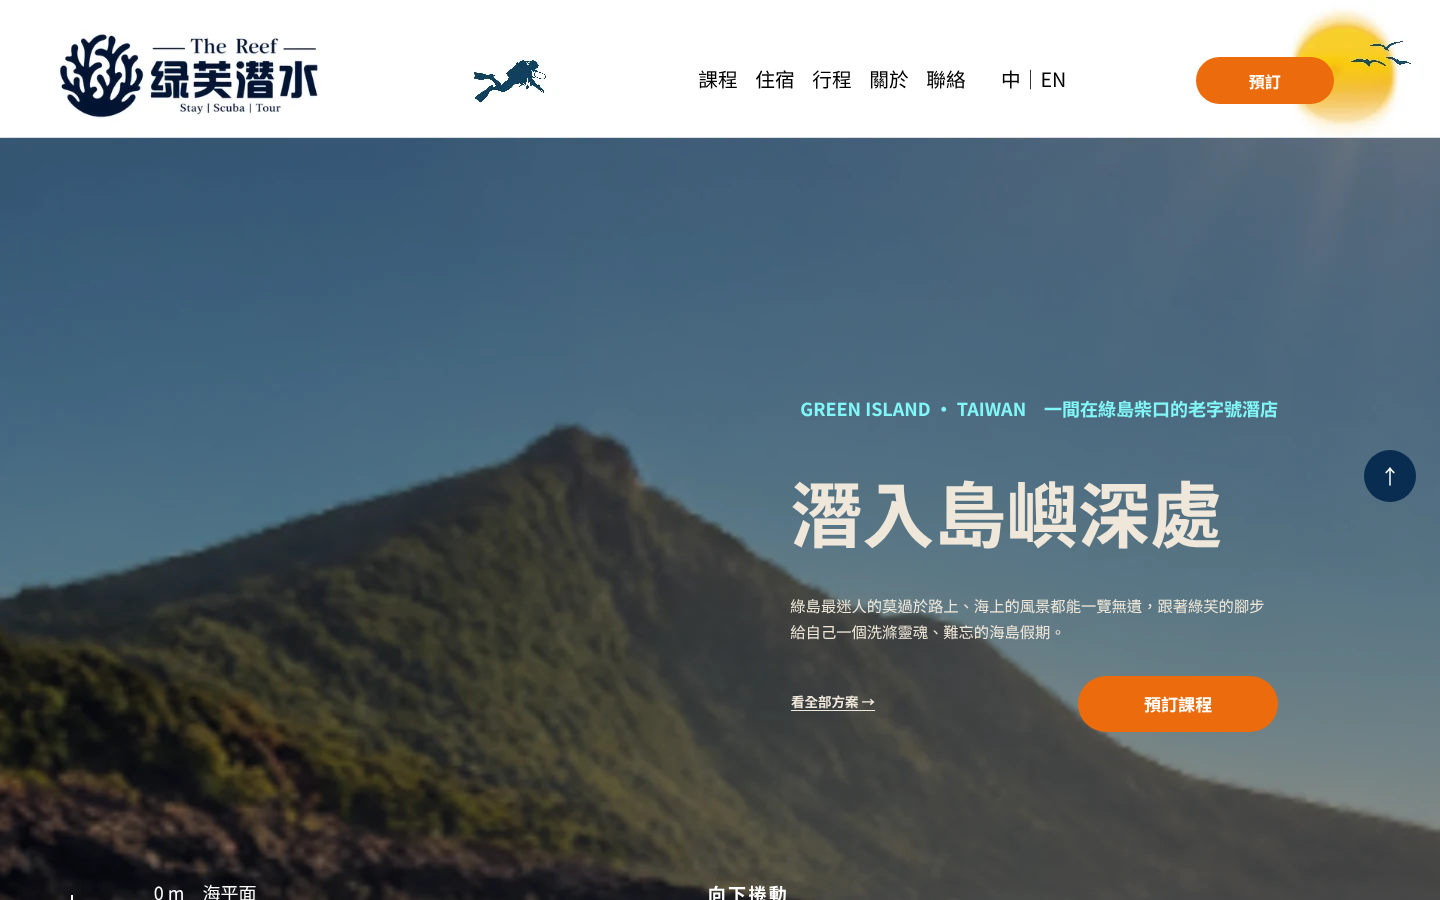 The Reef
绿芙潜水
Stay | Scuba | Tour
課程 住宿 行程 關於 聯絡 中｜EN
預訂
GREEN ISLAND ・ TAIWAN 一間在綠島柴口的老字號潛店
潛入島嶼深處
綠島最迷人的莫過於路上、海上的風景都能一覽無遺，跟著綠芙的腳步
給自己一個洗滌靈魂、難忘的海島假期。
看全部方案→
預訂課程
↑
0 m 海平面
向下捲動